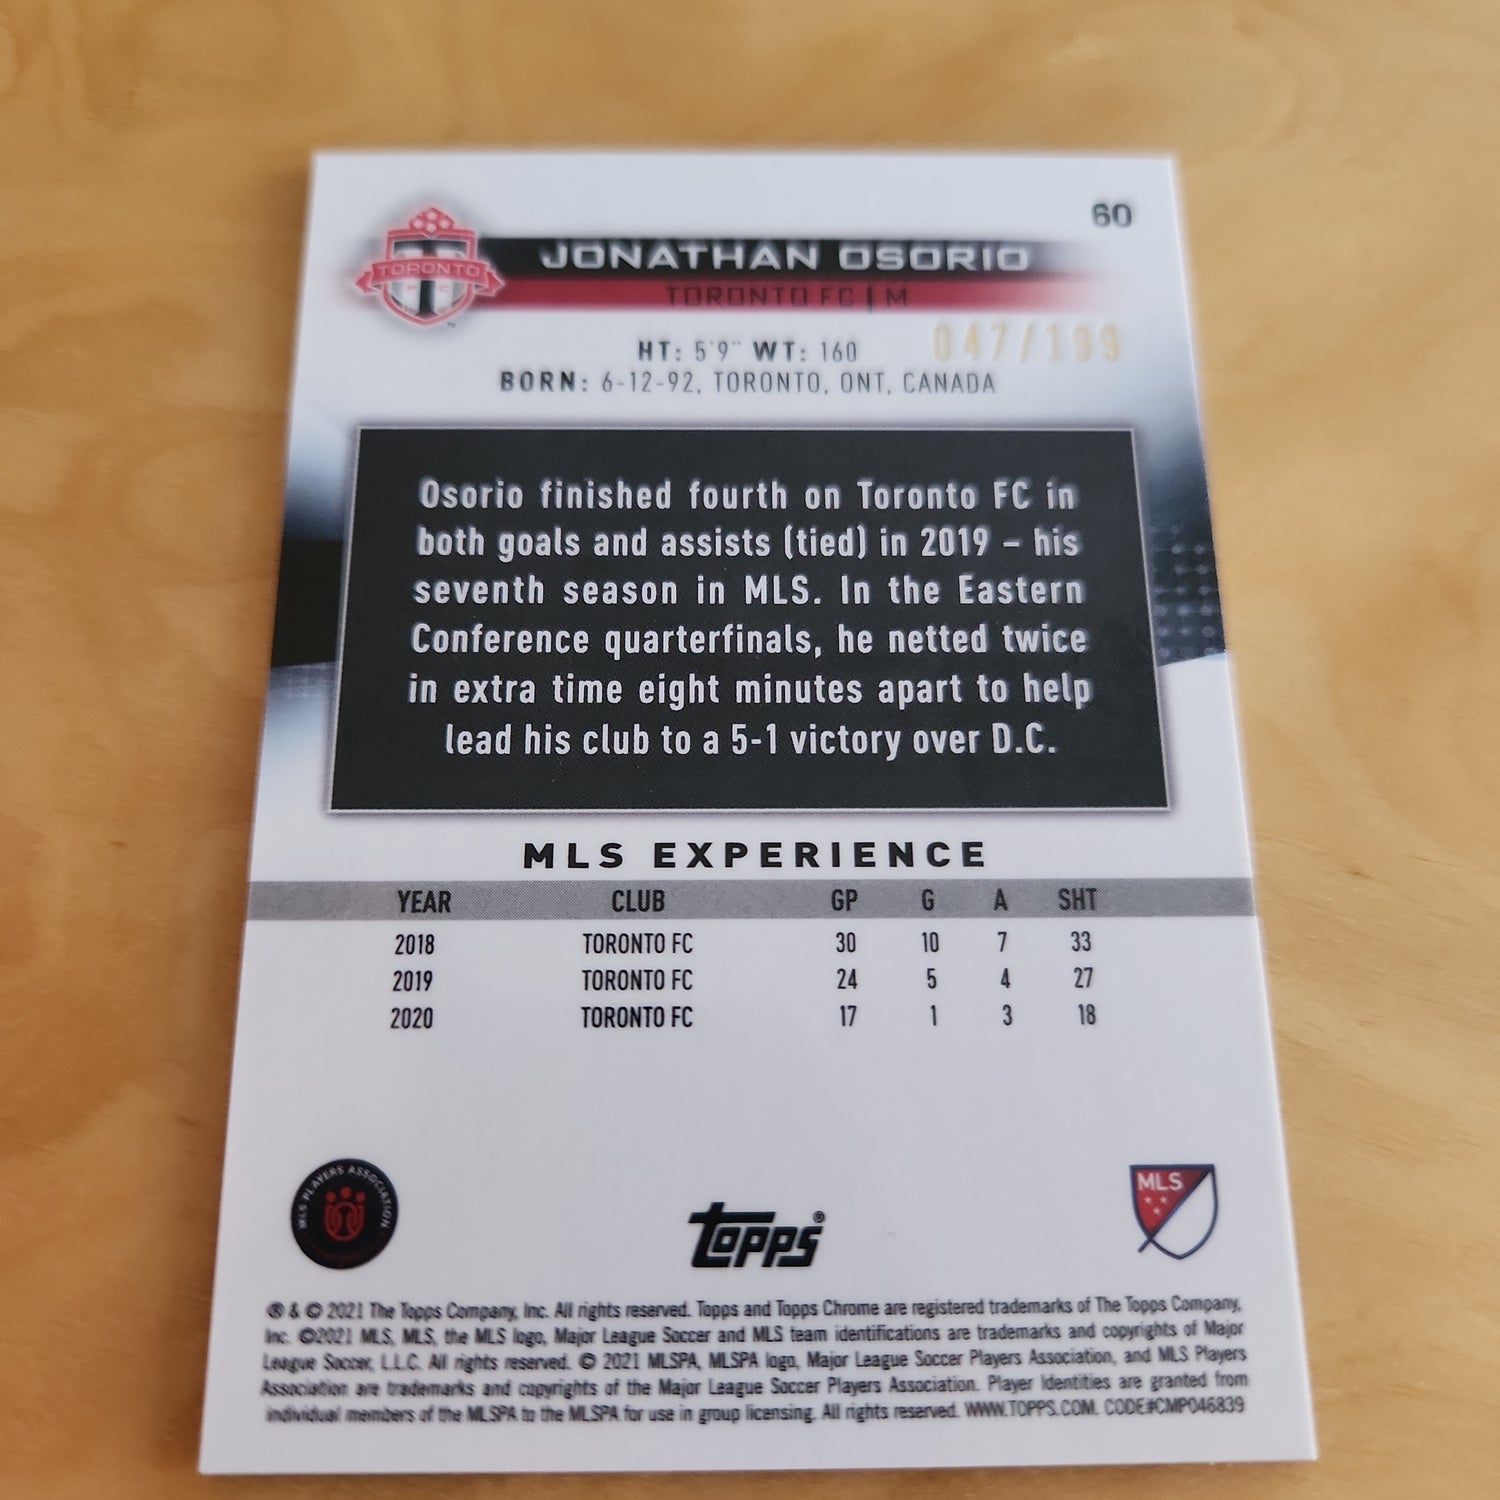 60
TORONTO
FC
JONATHAN OSORIO
TORONTO FC | M
047/199
HT: 5'9" WT: 160
BORN: 6-12-92, TORONTO, ONT, CANADA
Osorio finished fourth on Toronto FC in
both goals and assists (tied) in 2019 – his
seventh season in MLS. In the Eastern
Conference quarterfinals, he netted twice
in extra time eight minutes apart to help
lead his club to a 5-1 victory over D.C.
MLS EXPERIENCE
YEAR CLUB GP G A SHT
2018 TORONTO FC 30 10 7 33
2019 TORONTO FC 24 5 4 27
2020 TORONTO FC 17 1 3 18
MLS PLAYERS ASSOCIATION
topps®
MLS
® & © 2021 The Topps Company, Inc. All rights reserved. Topps and Topps Chrome are registered trademarks of The Topps Company,
Inc. ©2021 MLS, MLS, the MLS logo, Major League Soccer and MLS team identifications are trademarks and copyrights of Major
League Soccer, L.L.C. All rights reserved. © 2021 MLSPA, MLSPA logo, Major League Soccer Players Association, and MLS Players
Association are trademarks and copyrights of the Major League Soccer Players Association. Player Identities are granted from
individual members of the MLSPA to the MLSPA for use in group licensing. All rights reserved. WWW.TOPPS.COM. CODE#CMP046839